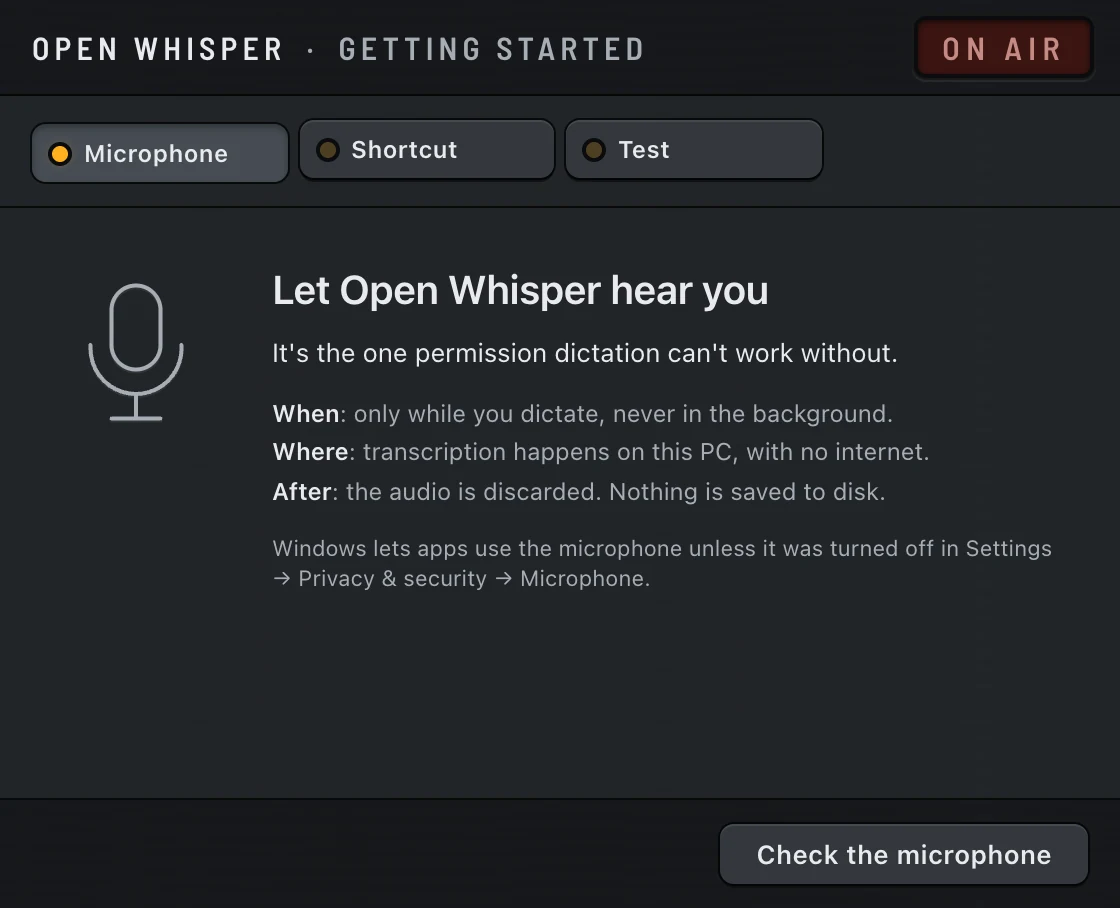 OPEN WHISPER · GETTING STARTED
ON AIR
Microphone
Shortcut
Test
Let Open Whisper hear you
It's the one permission dictation can't work without.
When: only while you dictate, never in the background.
Where: transcription happens on this PC, with no internet.
After: the audio is discarded. Nothing is saved to disk.
Windows lets apps use the microphone unless it was turned off in Settings
→ Privacy & security → Microphone.
Check the microphone